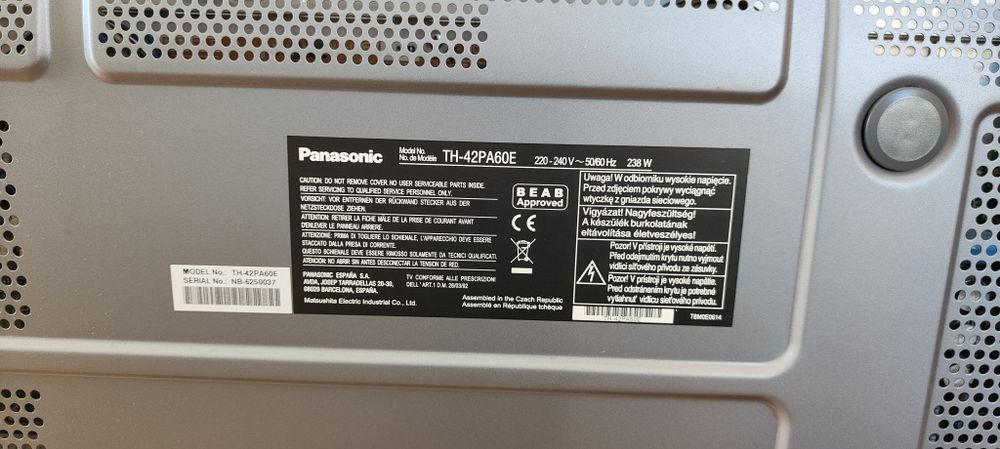 Panasonic
Model No.
No. de Modèle
TH-42PA60E
220 - 240 V ~ 50/60 Hz
238 W
CAUTION: DO NOT REMOVE COVER. NO USER SERVICEABLE PARTS INSIDE.
REFER SERVICING TO QUALIFIED SERVICE PERSONNEL ONLY.
VORSICHT: VOR ENTFERNEN DER RÜCKWAND STECKER AUS DER
NETZSTECKDOSE ZIEHEN.
ATTENTION: RETIRER LA FICHE MÂLE DE LA PRISE DE COURANT AVANT
D'ENLEVER LE PANNEAU ARRIERE.
ATTENZIONE: PRIMA DI TOGLIERE LO SCHIENALE, L'APPARECCHIO DEVE ESSERE
STACCATO DALLA PRESA DI CORRENTE.
QUESTO SCHIENALE DEVE ESSERE RIMOSSO SOLAMENTE DA TECNICI QUALIFICATI.
ATENCION: NO ABRIR SIN ANTES DESCONECTAR LA TENSION DE RED.
PANASONIC ESPAÑA S.A.
AVDA, JOSEP TARRADELLAS 20-30,
08029 BARCELONA, ESPAÑA.
Matsushita Electric Industrial Co., Ltd.
TV CONFORME ALLE PRESCRIZIONI
DELL'ART.1 D.M. 26/03/92
Assembled in the Czech Republic
Assemblé en République tchèque
BEAB
Approved
CE
Uwaga! W odbiorniku wysokie napięcie.
Przed zdjęciem pokrywy wyciągnąć
wtyczkę z gniazda sieciowego.
Vigyázat! Nagyfeszültség!
A készülék burkolatának
eltávolítása életveszélyes!
Pozor! V přístroji je vysoké napětí.
Před odejmutím krytu nutno vyjmout
vidlici síťového přívodu ze zásuvky.
Pozor! V prístroji je vysoké napätie.
Pred odstránením krytu je potrebné
vytiahnuť vidlicu sieťového prívodu.
TH-42PA60E
TBM0E0814
MODEL No.: TH-42PA60E
SERIAL No.: NB-6250037